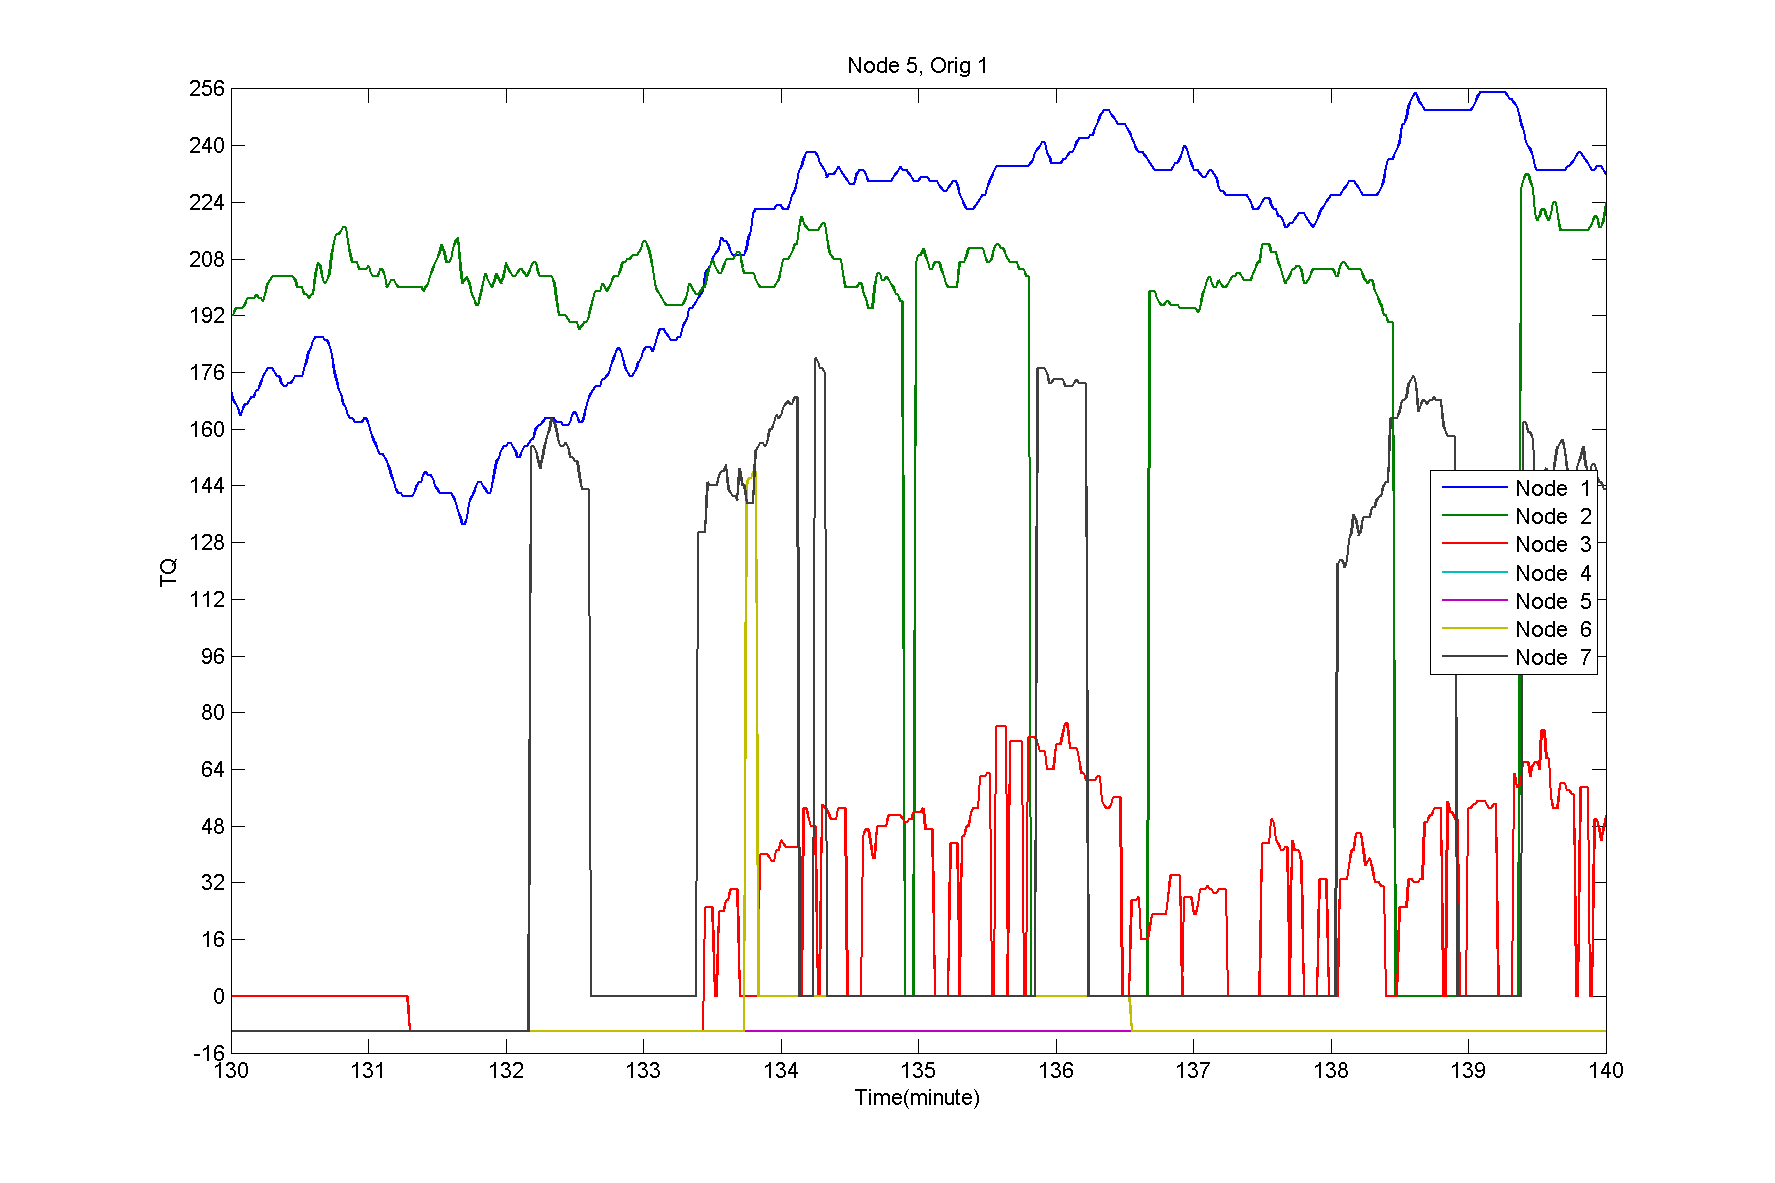 Node 5, Orig 1
256
240
224
208
192
176
160
144
128
112
96
80
64
48
32
16
0
-16
TQ
Node 1
Node 2
Node 3
Node 4
Node 5
Node 6
Node 7
130 131 132 133 134 135 136 137 138 139 140
Time(minute)